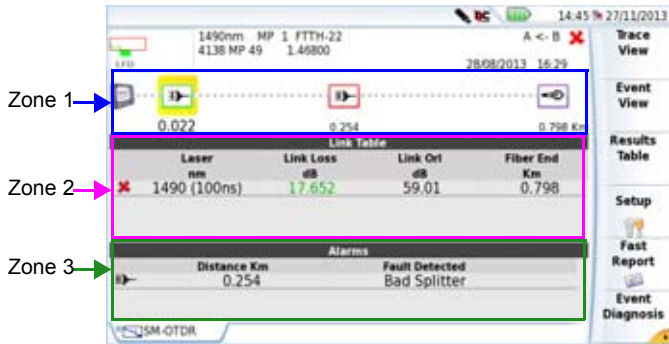 14:45 27/11/2013
1490nm MP 1 FTTH-22 A <- B
4138 MP 49 1.46800
28/08/2013 16:29
LFD
Trace View
Zone 1
0.022 0.254 0.798 Km
Event View
Link Table
Laser nm Link Loss dB Link Orl dB Fiber End Km
Zone 2
1490 (100ns) 17.652 59.01 0.798
Results Table
Setup
Alarms
Distance Km Fault Detected
Zone 3
0.254 Bad Splitter
Fast Report
Event Diagnosis
SM-OTDR